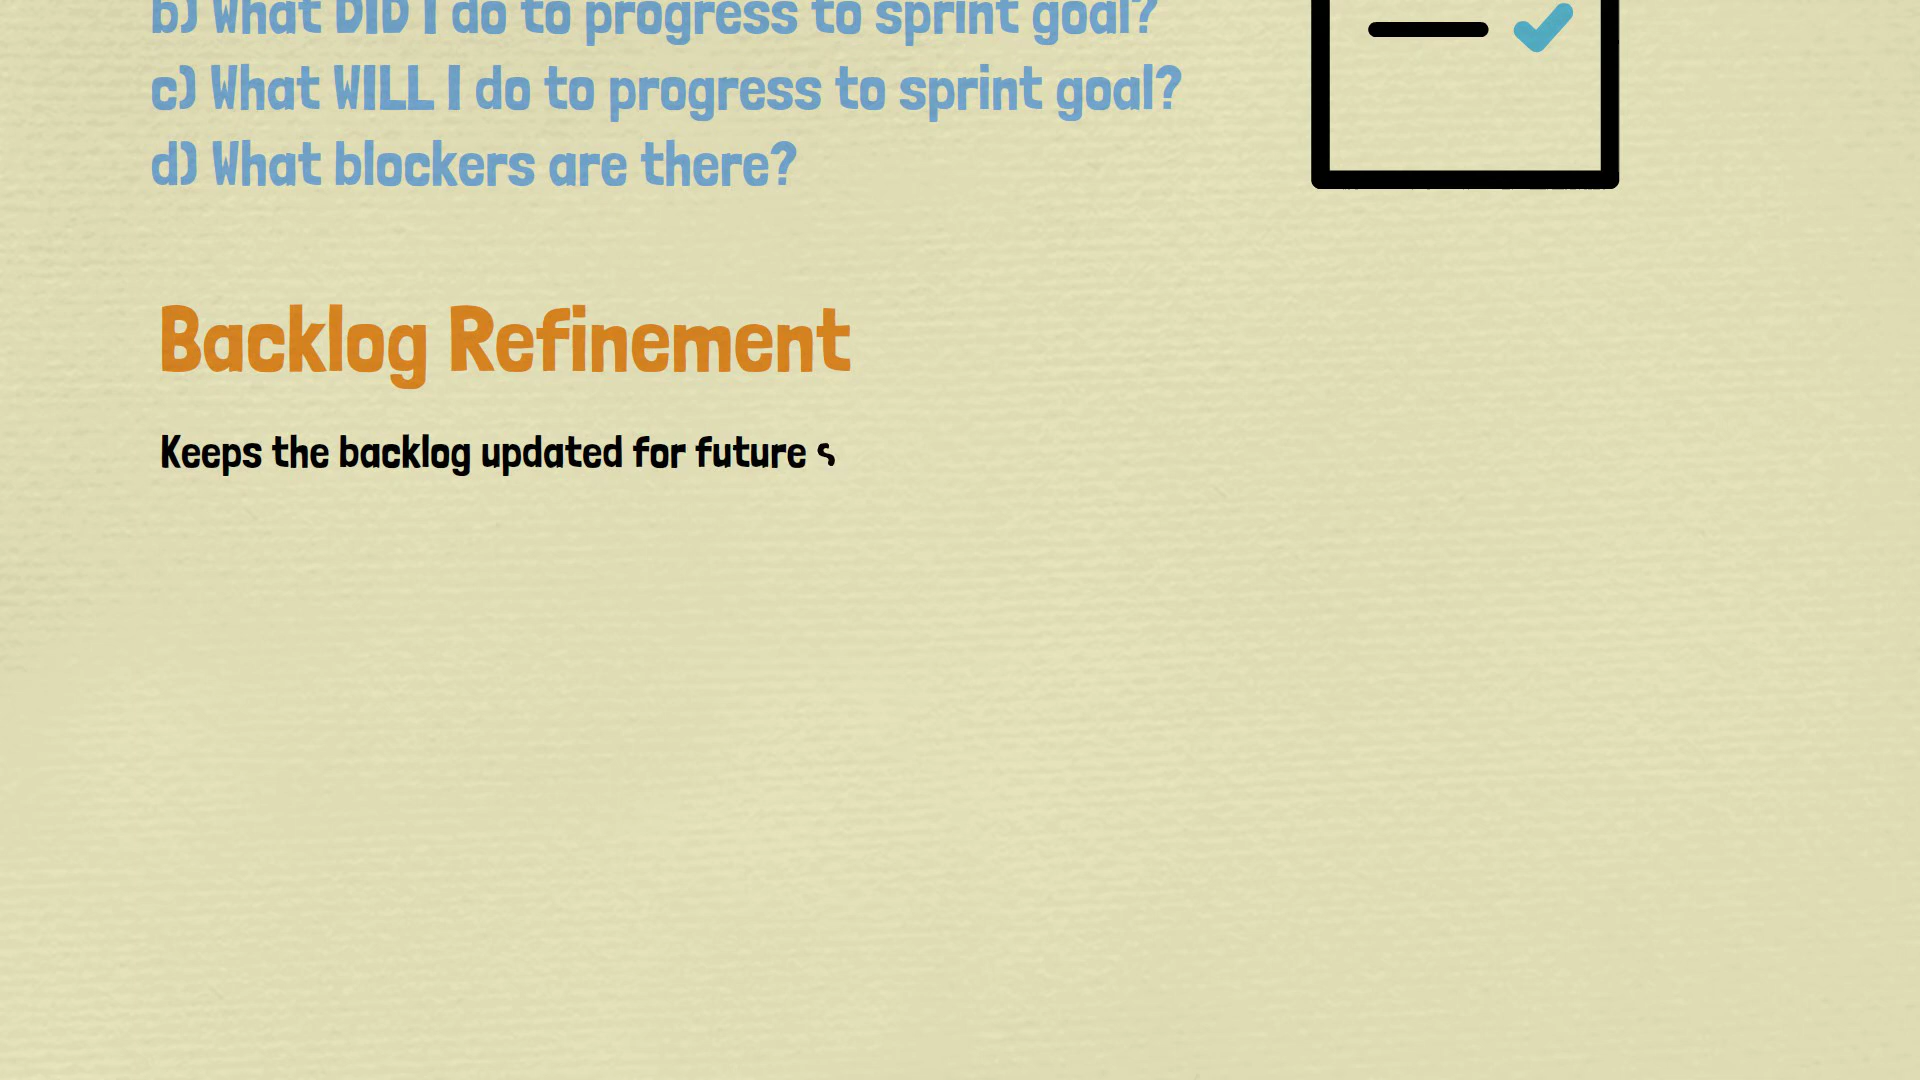 b) What DID I do to progress to sprint goal?
c) What WILL I do to progress to sprint goal?
d) What blockers are there?
Backlog Refinement
Keeps the backlog updated for future s